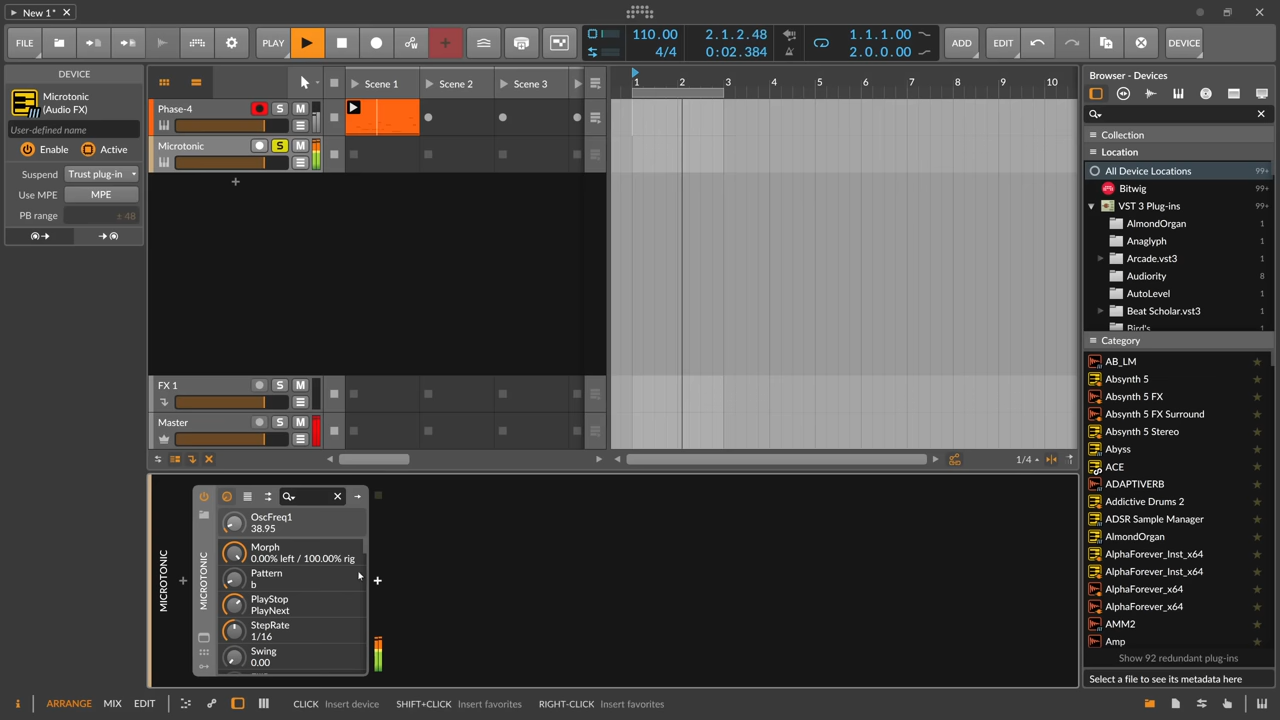 New 1*
FILE
PLAY
110.00
4/4
2.1.2.48
0:02.384
1.1.1.00
2.0.0.00
ADD
EDIT
DEVICE
DEVICE
Microtonic
(Audio FX)
User-defined name
Enable
Active
Suspend
Trust plug-in
Use MPE
MPE
PB range
± 48
Scene 1
Scene 2
Scene 3
Phase-4
S
M
Microtonic
S
M
FX 1
S
M
Master
S
M
1
2
3
4
5
6
7
8
9
10
1/4
Browser - Devices
Collection
Location
All Device Locations 99+
Bitwig 99+
VST 3 Plug-ins 99+
AlmondOrgan 1
Anaglyph 1
Arcade.vst3 1
Audiority 8
AutoLevel 1
Beat Scholar.vst3 1
Bird's 1
Category
AB_LM
Absynth 5
Absynth 5 FX
Absynth 5 FX Surround
Absynth 5 Stereo
Abyss
ACE
ADAPTIVERB
Addictive Drums 2
ADSR Sample Manager
AlmondOrgan
AlphaForever_Inst_x64
AlphaForever_Inst_x64
AlphaForever_x64
AlphaForever_x64
AMM2
Amp
Show 92 redundant plug-ins
Select a file to see its metadata here
MICROTONIC
MICROTONIC
OscFreq1
38.95
Morph
0.00% left / 100.00% rig
Pattern
b
PlayStop
PlayNext
StepRate
1/16
Swing
0.00
ARRANGE
MIX
EDIT
CLICK Insert device
SHIFT+CLICK Insert favorites
RIGHT-CLICK Insert favorites